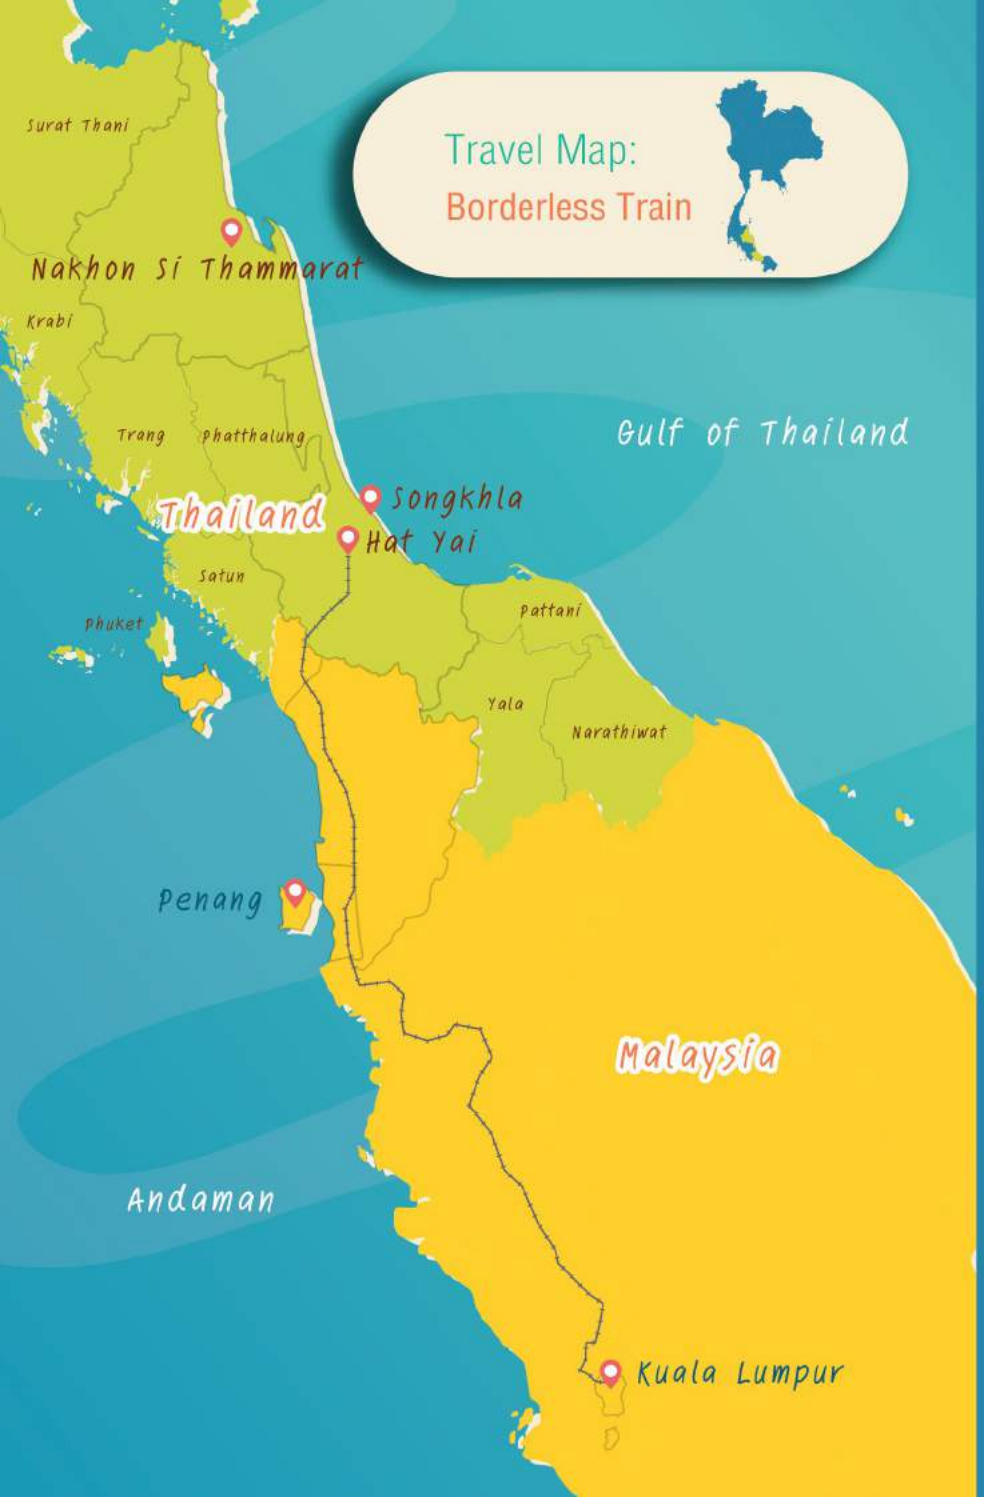 Travel Map:
Borderless Train
Surat Thani
Nakhon Si Thammarat
Krabi
Gulf of Thailand
Trang
Phatthalung
Thailand
Songkhla
Hat Yai
Satun
Pattani
Phuket
Yala
Narathiwat
Penang
Malaysia
Andaman
Kuala Lumpur